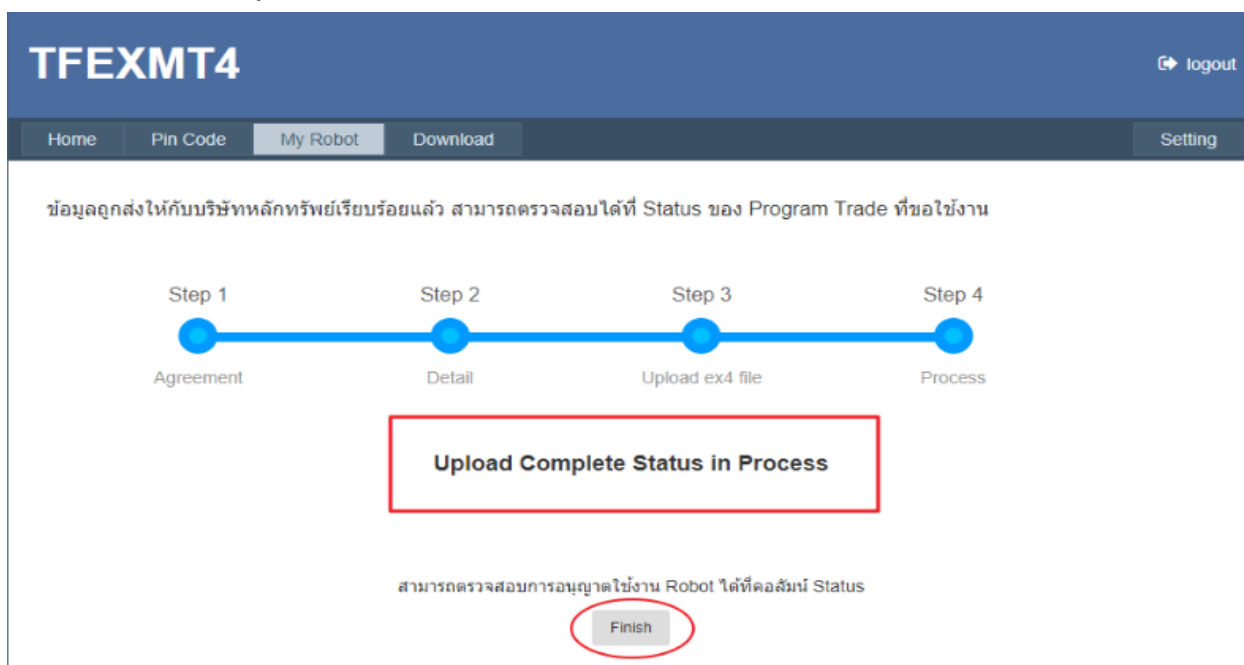 TFEXMT4
logout
Home Pin Code My Robot Download Setting
ข้อมูลถูกส่งให้กับบริษัทหลักทรัพย์เรียบร้อยแล้ว สามารถตรวจสอบได้ที่ Status ของ Program Trade ที่ขอใช้งาน
Step 1 Step 2 Step 3 Step 4
Agreement Detail Upload ex4 file Process
Upload Complete Status in Process
สามารถตรวจสอบการอนุญาตใช้งาน Robot ได้ที่คอลัมน์ Status
Finish